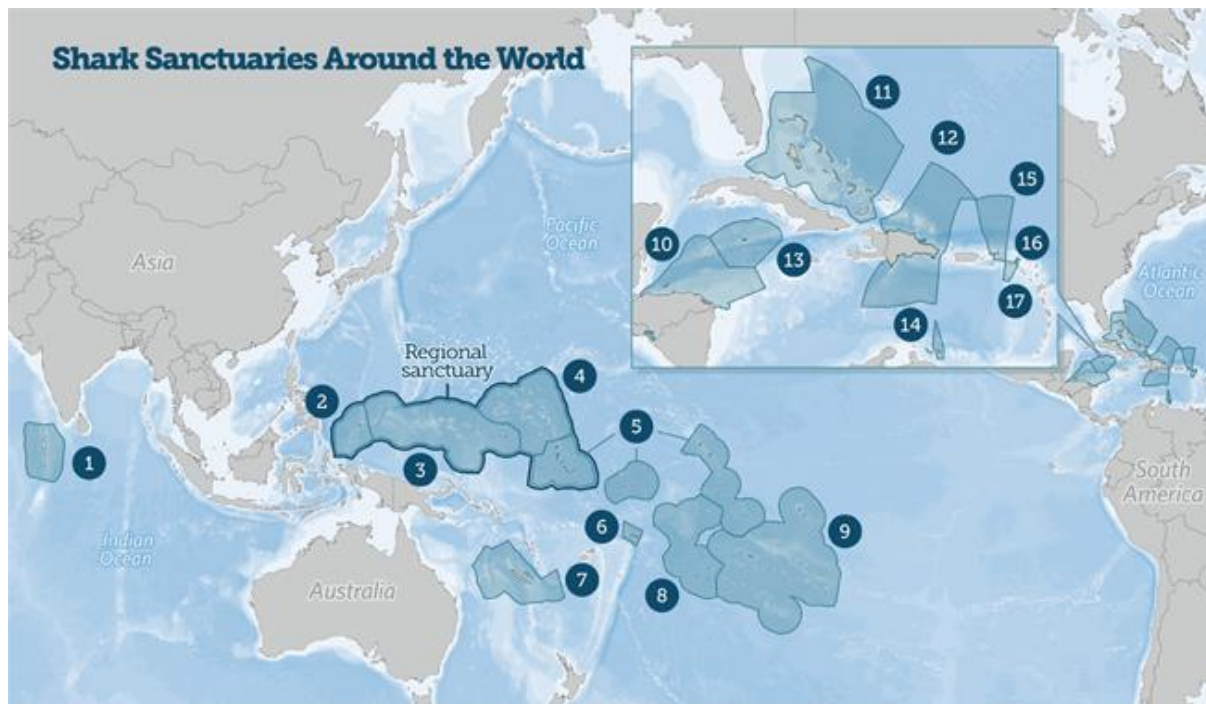 Shark Sanctuaries Around the World
11
12
15
Pacific
Ocean
10
16
Asia
13
Atlantic
Ocean
17
14
Regional
sanctuary
4
2
5
1
3
South
America
6
9
Indian
Ocean
7
Australia
8